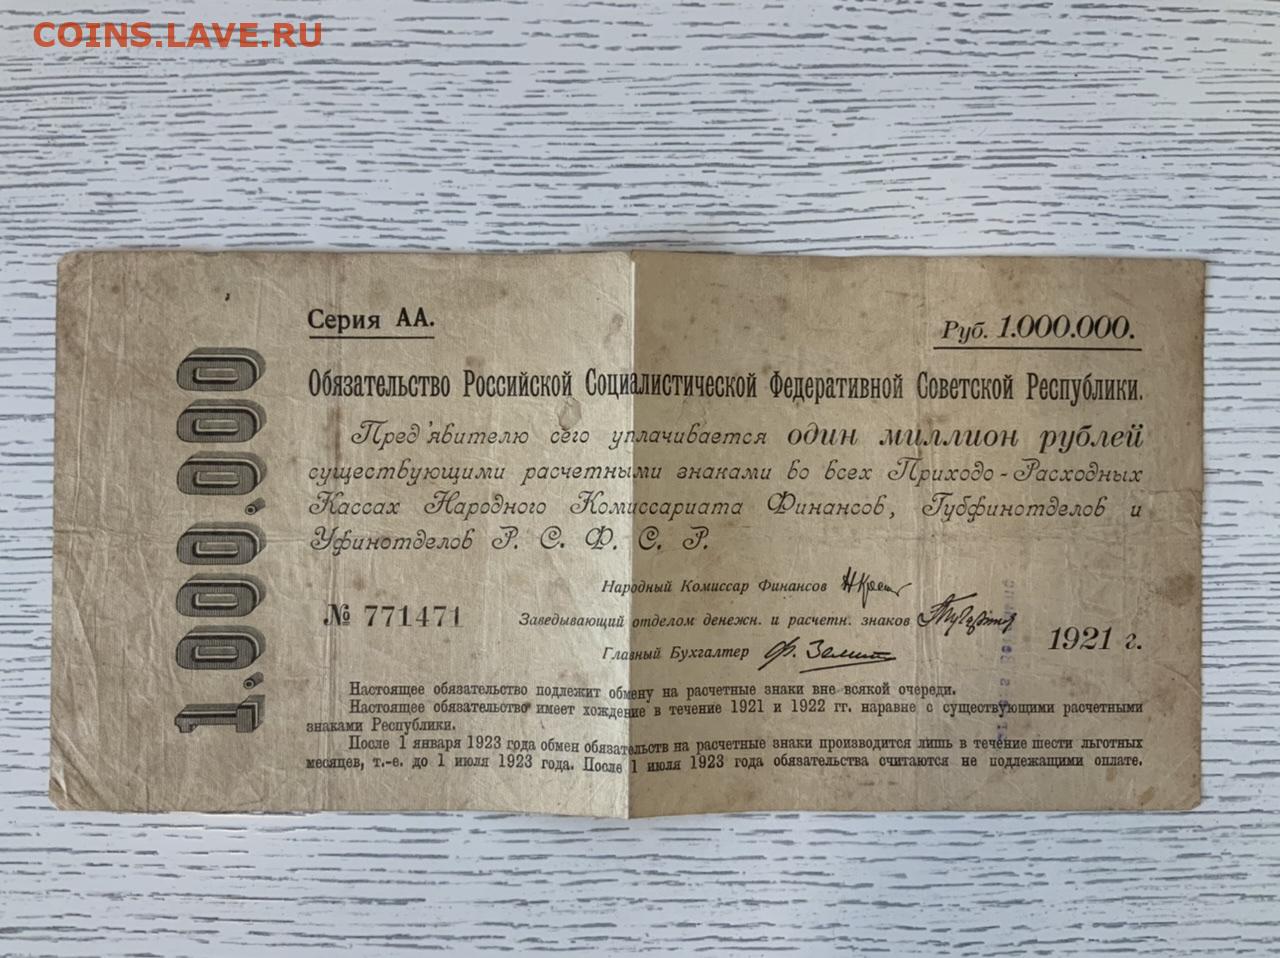 COINS.LAVE.RU
1.000.000
Серия АА.
Руб. 1.000.000.
Обязательство Российской Социалистической Федеративной Советской Республики.
Пред'явителю сего уплачивается один миллион рублей
существующими расчетными знаками во всех Приходо-Расходных
Кассах Народного Комиссариата Финансов, Губфинотделов и
Уфинотделов Р. С. Ф. С. Р.
Народный Комиссар Финансов
№ 771471
Заведывающий отделом денежн. и расчетн. знаков
Главный Бухгалтер
1921 г.
Настоящее обязательство подлежит обмену на расчетные знаки вне всякой очереди.
Настоящее обязательство имеет хождение в течение 1921 и 1922 гг. наравне с существующими расчетными
знаками Республики.
После 1 января 1923 года обмен обязательств на расчетные знаки производится лишь в течение шести льготных
месяцев, т.-е. до 1 июля 1923 года. После 1 июля 1923 года обязательства считаются не подлежащими оплате.